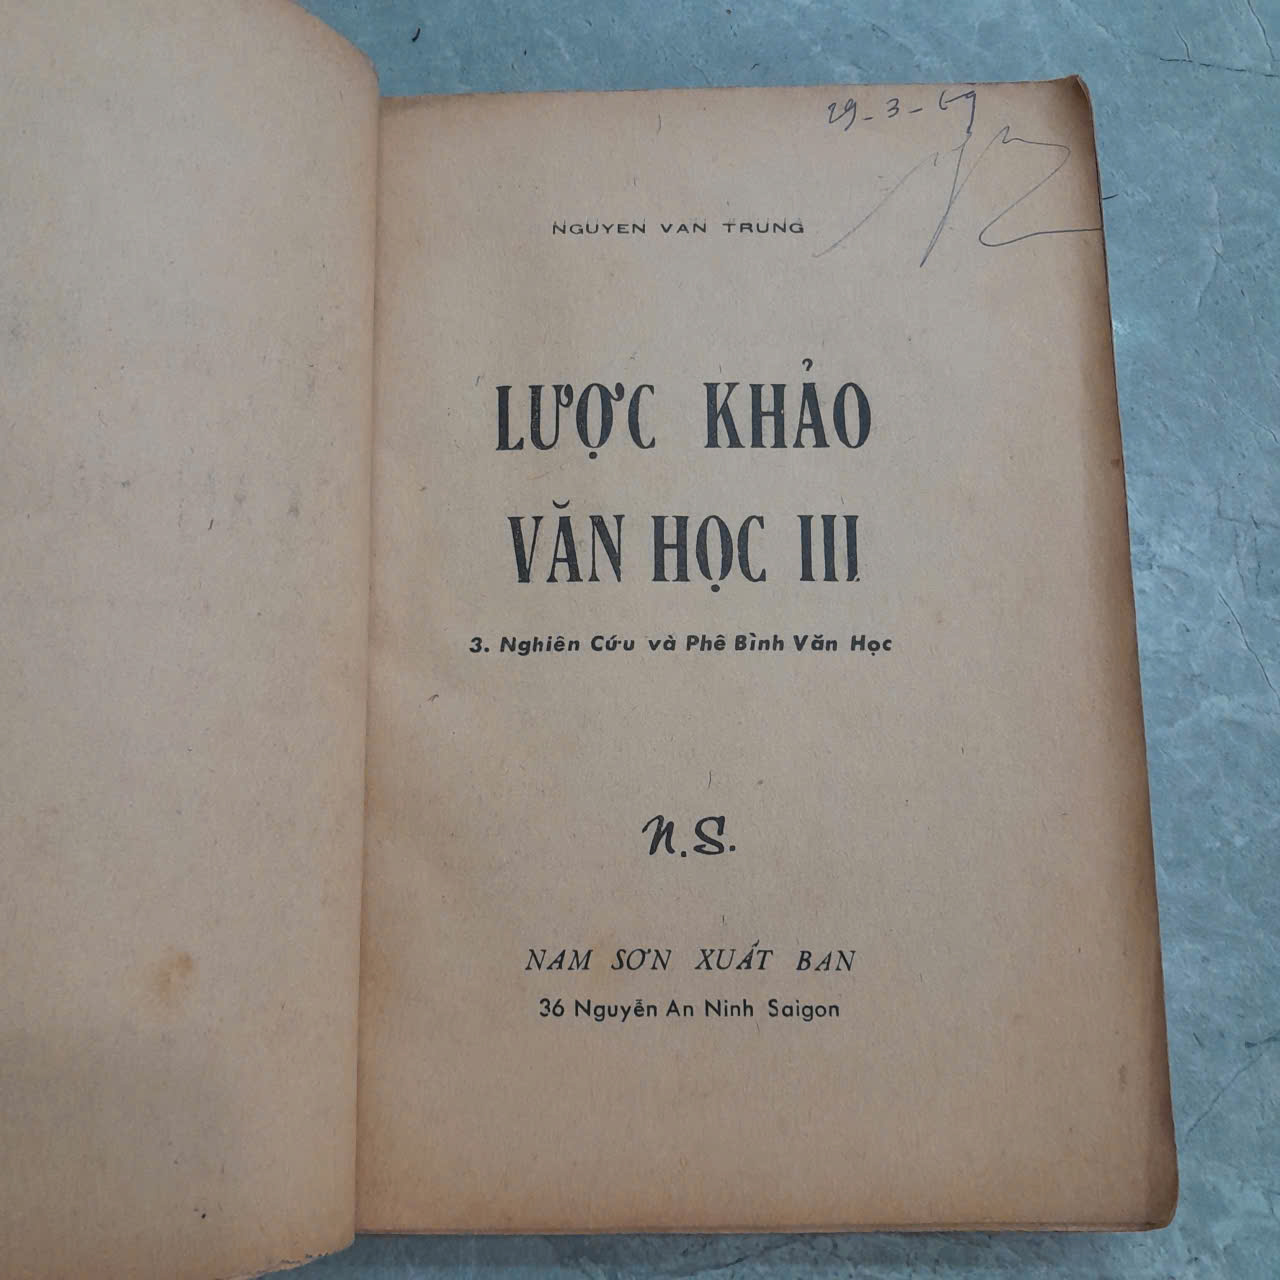 29-3-69
NGUYEN VAN TRUNG
LƯỢC KHẢO
VĂN HỌC III
3. Nghiên Cứu và Phê Bình Văn Học
N.S.
NAM SƠN XUẤT BAN
36 Nguyễn An Ninh Saigon